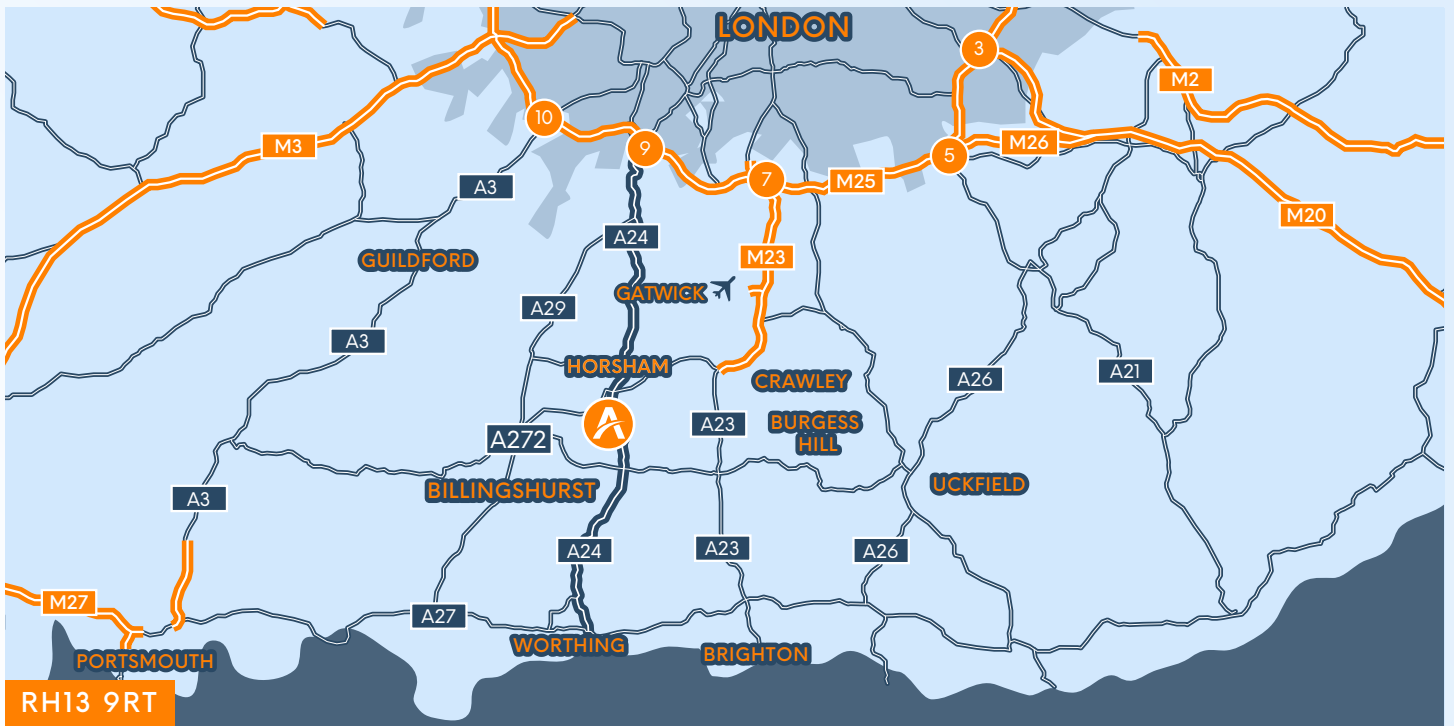 LONDON
3
M2
10
M3
9
M26
5
7
M25
A3
M20
A24
M23
GUILDFORD
GATWICK
A29
A3
HORSHAM
CRAWLEY
A26
A21
A
A23
BURGESS
HILL
A272
BILLINGSHURST
UCKFIELD
A3
A24
A23
A26
M27
A27
WORTHING
BRIGHTON
PORTSMOUTH
RH13 9RT